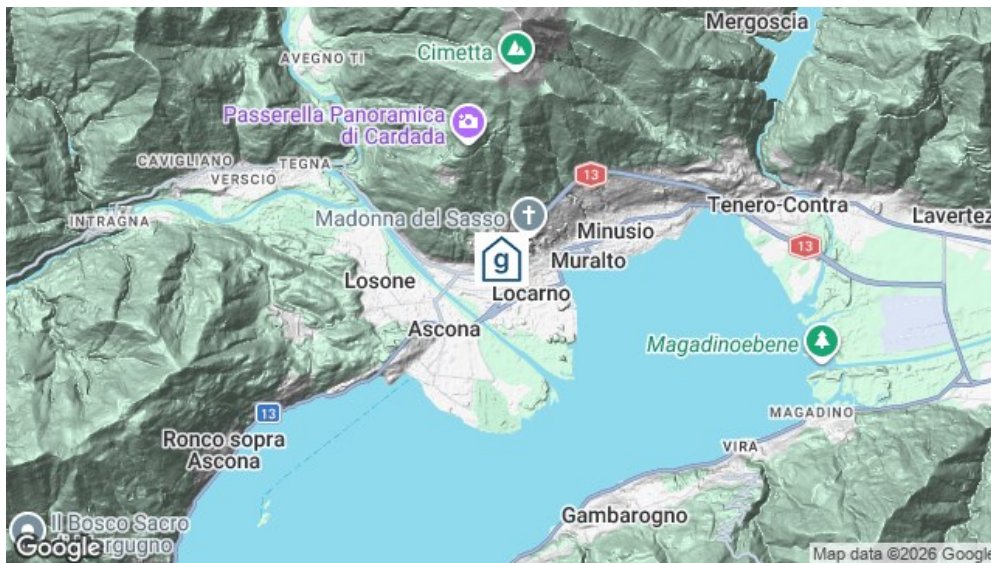 Mergoscia
AVEGNO TI
Cimetta
Passerella Panoramica
di Cardada
CAVIGLIANO
TEGNA
VERSCIO
13
INTRAGNA
Madonna del Sasso
Tenero-Contra
Lavertez
Minusio
13
Muralto
g
Losone
Locarno
Ascona
Magadinoebene
13
MAGADINO
Ronco sopra
Ascona
VIRA
Gambarogno
Il Bosco Sacro
Google
Map data ©2026 Google